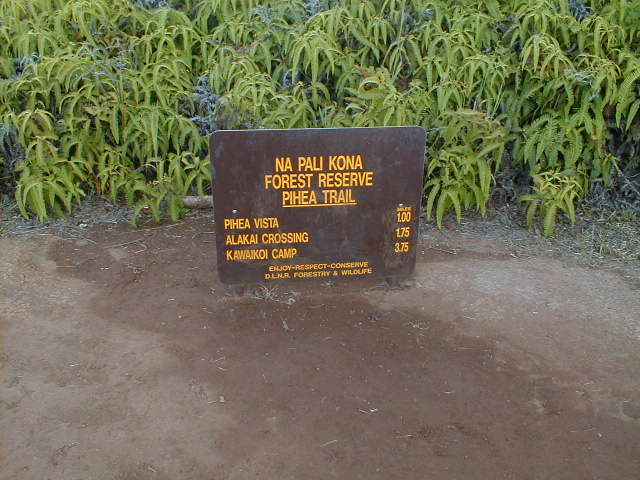 NA PALI KONA
FOREST RESERVE
PIHEA TRAIL
MILES
PIHEA VISTA 1.00
ALAKAI CROSSING 1.75
KAWAIKOI CAMP 3.75
ENJOY-RESPECT-CONSERVE
D.L.N.R. FORESTRY & WILDLIFE